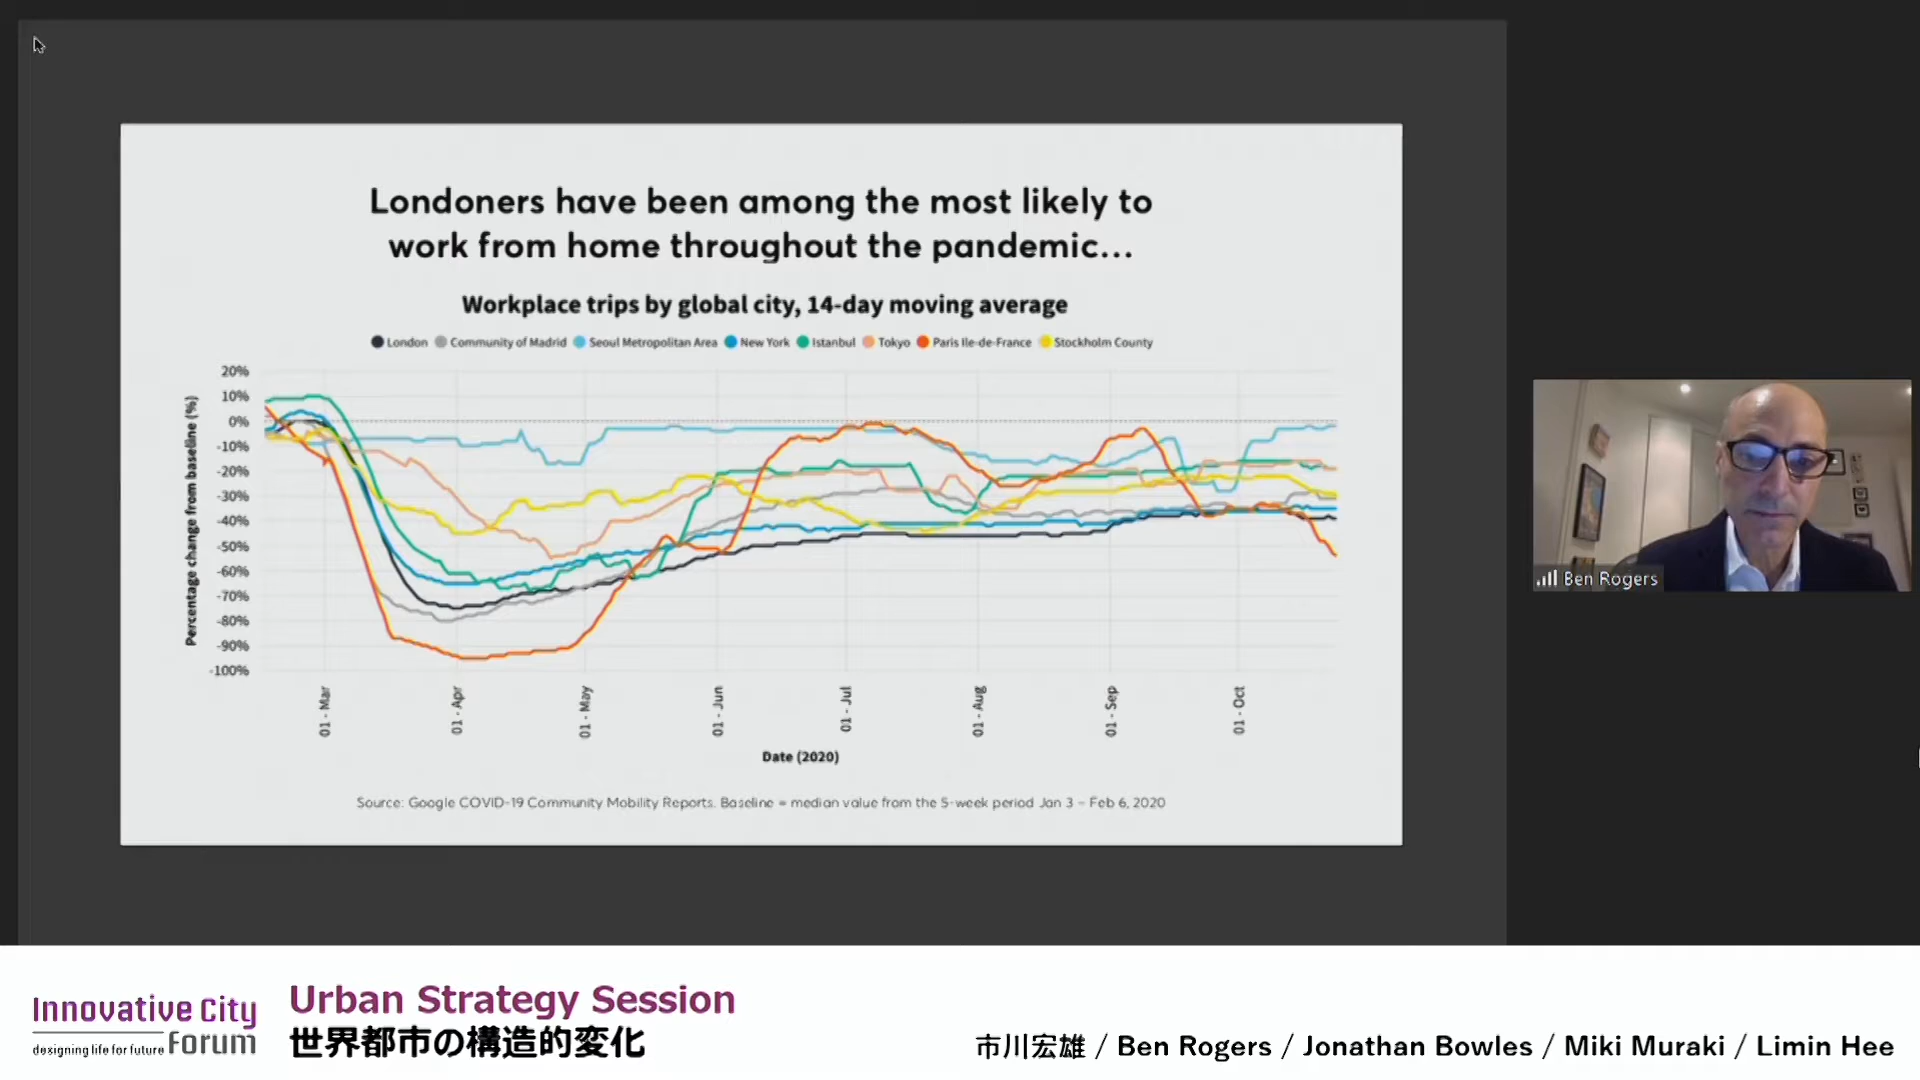 Londoners have been among the most likely to
work from home throughout the pandemic...
Workplace trips by global city, 14-day moving average
London Community of Madrid Seoul Metropolitan Area New York Istanbul Tokyo Paris Ile-de-France Stockholm County
Percentage change from baseline (%)
20%
10%
0%
-10%
-20%
-30%
-40%
-50%
-60%
-70%
-80%
-90%
-100%
01 - Mar
01 - Apr
01 - May
01 - Jun
01 - Jul
01 - Aug
01 - Sep
01 - Oct
Date (2020)
Source: Google COVID-19 Community Mobility Reports. Baseline = median value from the 5-week period Jan 3 – Feb 6, 2020
Ben Rogers
Innovative City
Forum
designing life for future
Urban Strategy Session
世界都市の構造的変化
市川宏雄 / Ben Rogers / Jonathan Bowles / Miki Muraki / Limin Hee